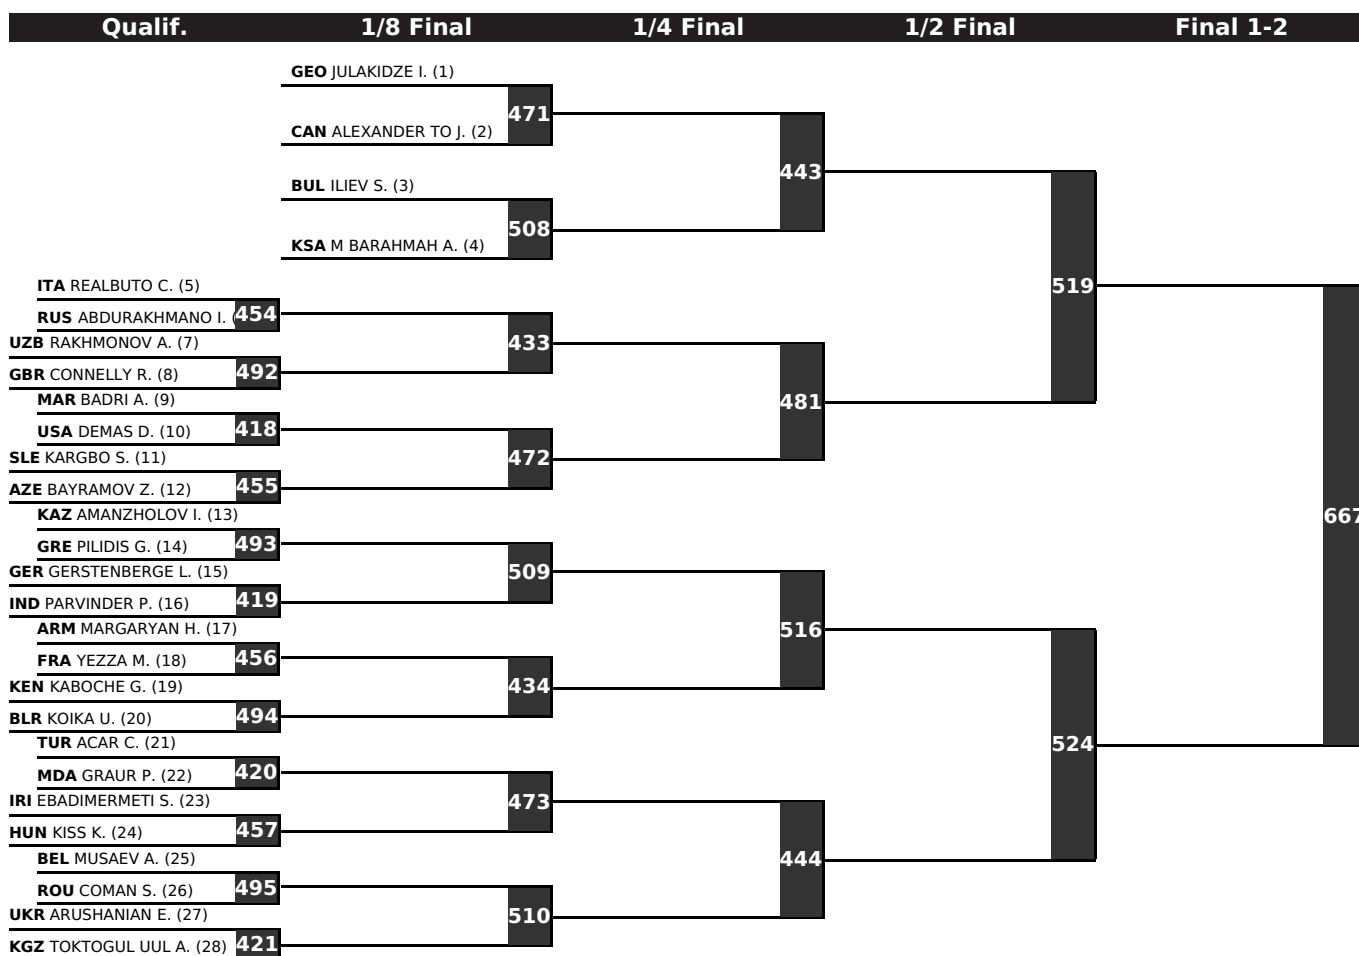 Qualif. 1/8 Final 1/4 Final 1/2 Final Final 1-2
GEO JULAKIDZE I. (1)
471
CAN ALEXANDER TO J. (2)
443
BUL ILIEV S. (3)
508
KSA M BARAHMAH A. (4)
ITA REALBUTO C. (5)
519
RUS ABDURAKHMANO I. (
454
UZB RAKHMONOV A. (7)
433
GBR CONNELLY R. (8)
492
MAR BADRI A. (9)
481
USA DEMAS D. (10)
418
SLE KARGBO S. (11)
472
AZE BAYRAMOV Z. (12)
455
KAZ AMANZHOLOV I. (13)
667
GRE PILIDIS G. (14)
493
GER GERSTENBERGE L. (15)
509
IND PARVINDER P. (16)
419
ARM MARGARYAN H. (17)
516
FRA YEZZA M. (18)
456
KEN KABOCHE G. (19)
434
BLR KOIKA U. (20)
494
TUR ACAR C. (21)
524
MDA GRAUR P. (22)
420
IRI EBADIMERMETI S. (23)
473
HUN KISS K. (24)
457
BEL MUSAEV A. (25)
444
ROU COMAN S. (26)
495
UKR ARUSHANIAN E. (27)
510
KGZ TOKTOGUL UUL A. (28)
421